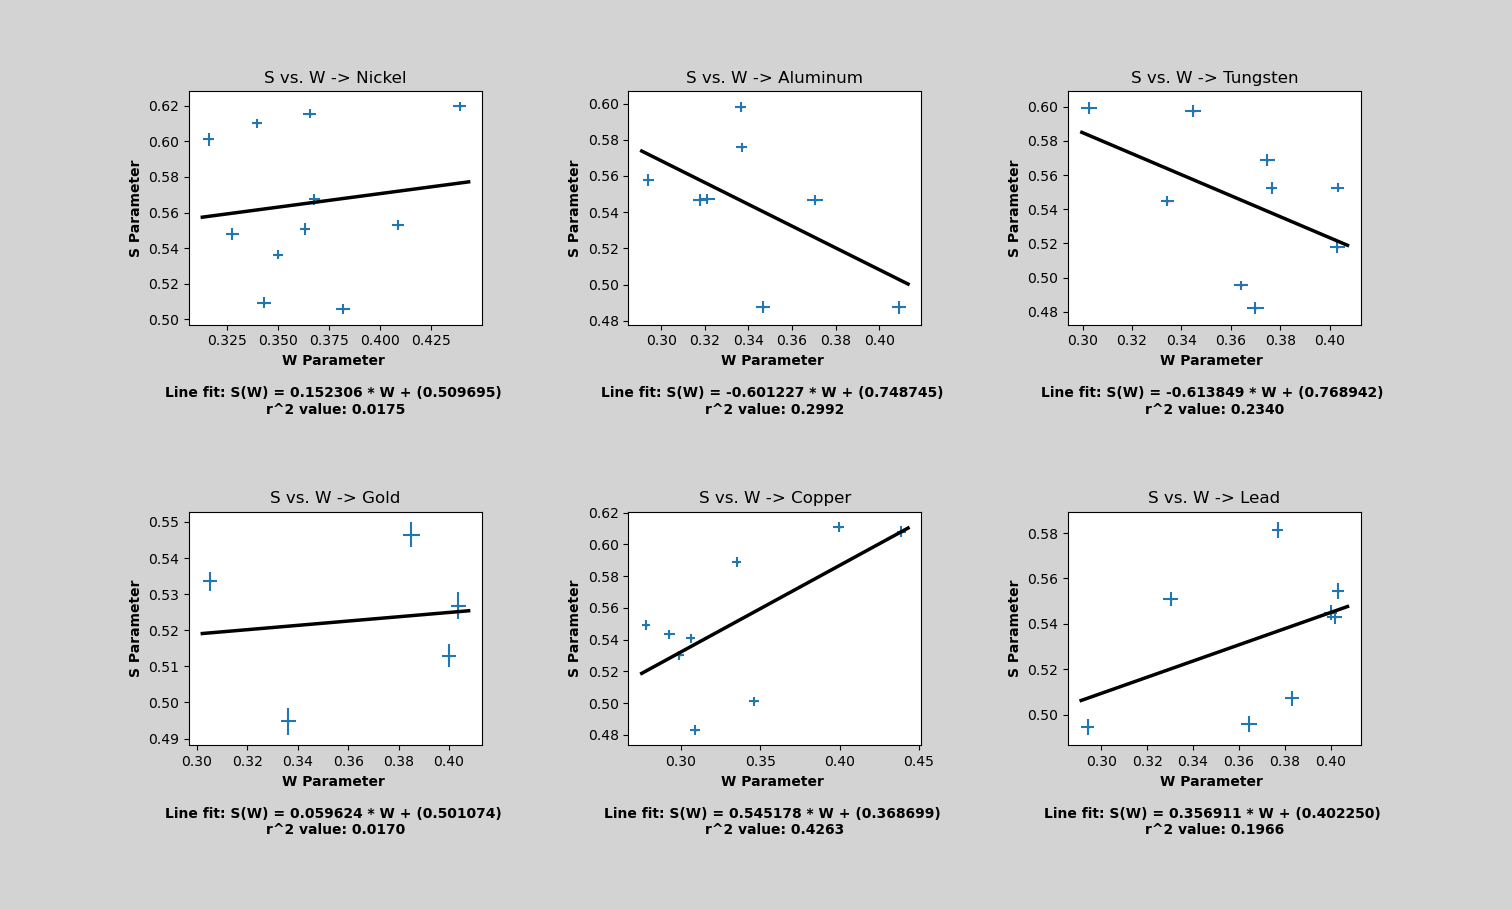 S vs. W -> Nickel
S Parameter
0.62
0.60
0.58
0.56
0.54
0.52
0.50
0.325 0.350 0.375 0.400 0.425
W Parameter
Line fit: S(W) = 0.152306 * W + (0.509695)
r^2 value: 0.0175
S vs. W -> Aluminum
S Parameter
0.60
0.58
0.56
0.54
0.52
0.50
0.48
0.30 0.32 0.34 0.36 0.38 0.40
W Parameter
Line fit: S(W) = -0.601227 * W + (0.748745)
r^2 value: 0.2992
S vs. W -> Tungsten
S Parameter
0.60
0.58
0.56
0.54
0.52
0.50
0.48
0.30 0.32 0.34 0.36 0.38 0.40
W Parameter
Line fit: S(W) = -0.613849 * W + (0.768942)
r^2 value: 0.2340
S vs. W -> Gold
S Parameter
0.55
0.54
0.53
0.52
0.51
0.50
0.49
0.30 0.32 0.34 0.36 0.38 0.40
W Parameter
Line fit: S(W) = 0.059624 * W + (0.501074)
r^2 value: 0.0170
S vs. W -> Copper
S Parameter
0.62
0.60
0.58
0.56
0.54
0.52
0.50
0.48
0.30 0.35 0.40 0.45
W Parameter
Line fit: S(W) = 0.545178 * W + (0.368699)
r^2 value: 0.4263
S vs. W -> Lead
S Parameter
0.58
0.56
0.54
0.52
0.50
0.30 0.32 0.34 0.36 0.38 0.40
W Parameter
Line fit: S(W) = 0.356911 * W + (0.402250)
r^2 value: 0.1966